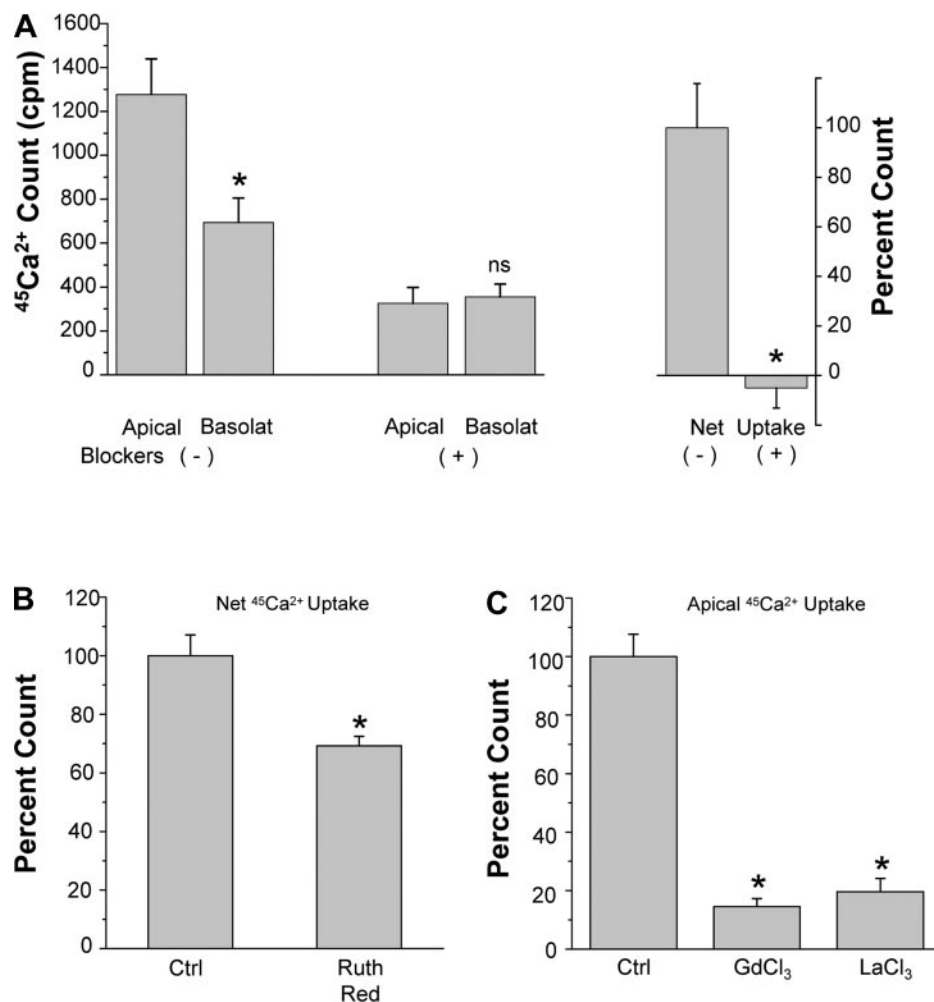 A
⁴⁵Ca²⁺ Count (cpm)
1600
1400
1200
1000
800
600
400
200
0
*
ns
Apical Basolat
Blockers ( - )
Apical Basolat
( + )
*
Net Uptake
( - ) ( + )
100
80
60
40
20
0
Percent Count
B
Net ⁴⁵Ca²⁺ Uptake
Percent Count
120
100
80
60
40
20
0
*
Ctrl
Ruth
Red
C
Apical ⁴⁵Ca²⁺ Uptake
Percent Count
120
100
80
60
40
20
0
*
*
Ctrl GdCl₃ LaCl₃